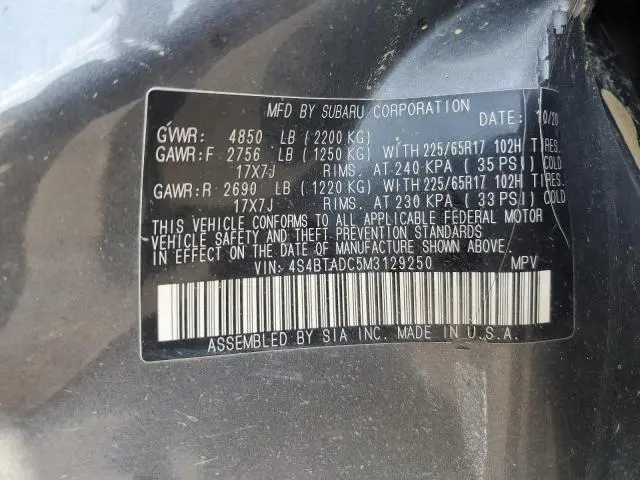 MFD BY SUBARU CORPORATION DATE: 10/20
GVWR: 4850 LB (2200 KG)
GAWR:F 2756 LB (1250 KG) WITH 225/65R17 102H TIRES.
17X7J RIMS. AT 240 KPA (35 PSI) COLD
GAWR:R 2690 LB (1220 KG) WITH 225/65R17 102H TIRES.
17X7J RIMS. AT 230 KPA (33 PSI) COLD
THIS VEHICLE CONFORMS TO ALL APPLICABLE FEDERAL MOTOR
VEHICLE SAFETY AND THEFT PREVENTION STANDARDS
IN EFFECT ON THE DATE OF MANUFACTURE SHOWN ABOVE.
VIN: 4S4BTADC5M3129250 MPV
ASSEMBLED BY SIA INC. MADE IN U.S.A.